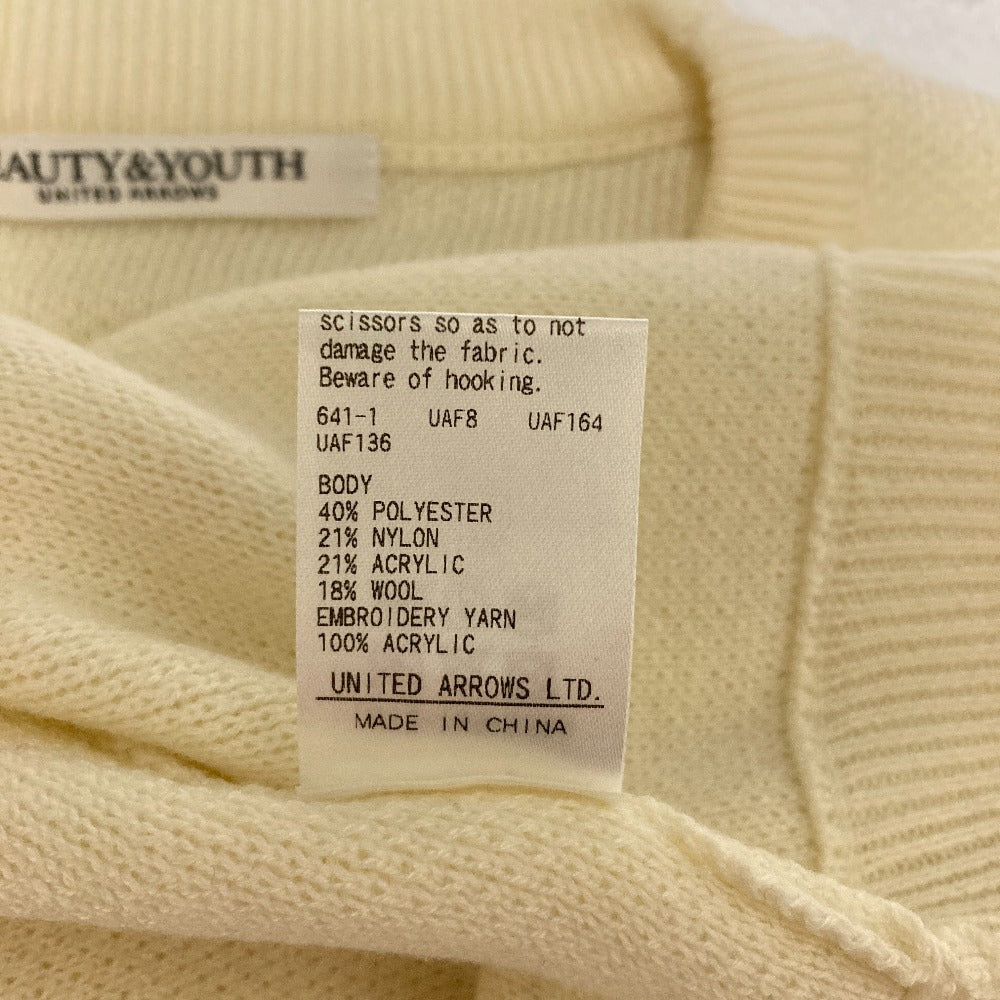 EAUTY&YOUTH
UNITED ARROWS
scissors so as to not
damage the fabric.
Beware of hooking.
641-1 UAF8 UAF164
UAF136
BODY
40% POLYESTER
21% NYLON
21% ACRYLIC
18% WOOL
EMBROIDERY YARN
100% ACRYLIC
UNITED ARROWS LTD.
MADE IN CHINA